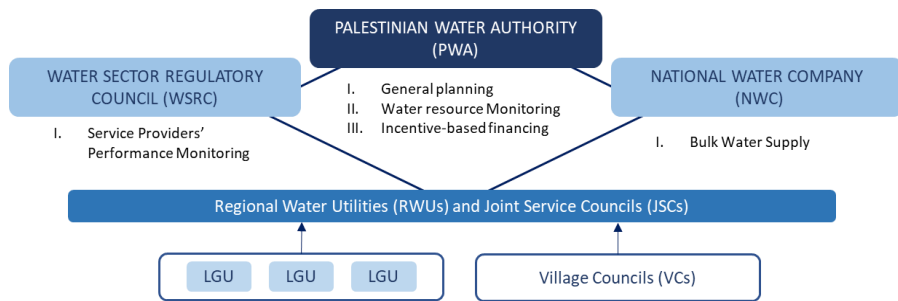 PALESTINIAN WATER AUTHORITY
(PWA)
WATER SECTOR REGULATORY
COUNCIL (WSRC)
NATIONAL WATER COMPANY
(NWC)
I. General planning
II. Water resource Monitoring
III. Incentive-based financing
I. Service Providers’
Performance Monitoring
I. Bulk Water Supply
Regional Water Utilities (RWUs) and Joint Service Councils (JSCs)
LGU LGU LGU
Village Councils (VCs)